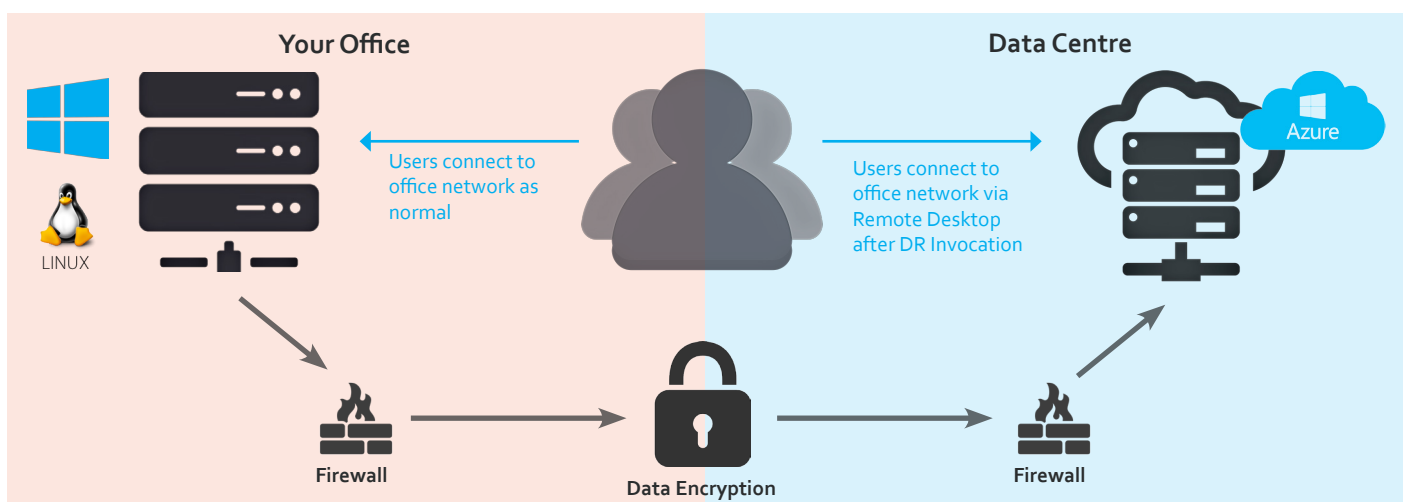 Your Office
Data Centre
Azure
Users connect to
office network as
normal
Users connect to
office network via
Remote Desktop
after DR Invocation
LINUX
Firewall
Data Encryption
Firewall